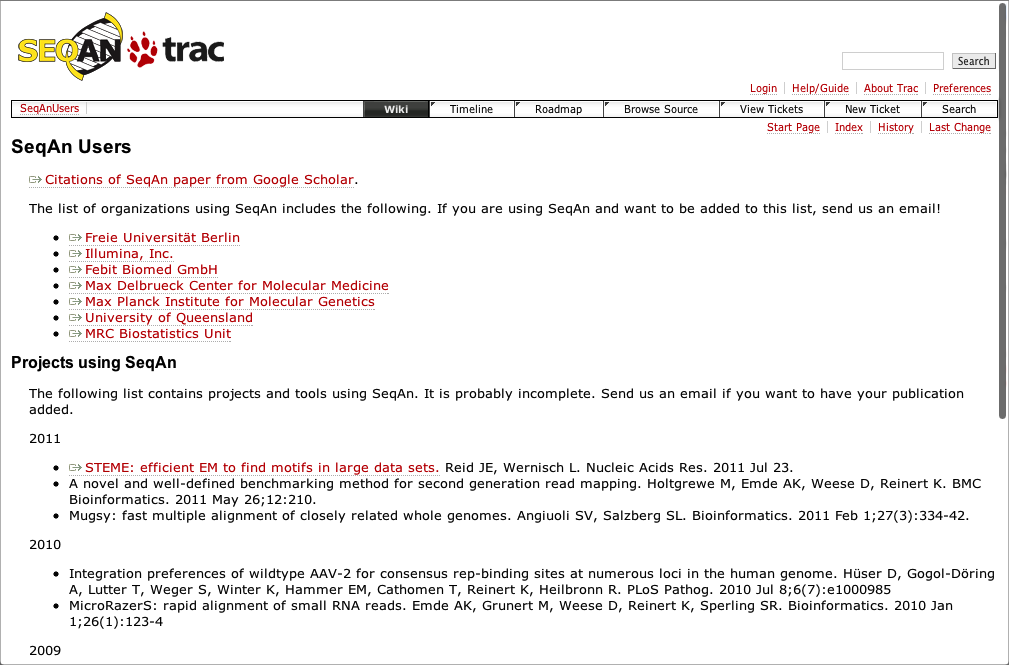 SEQAN trac
Search
Login Help/Guide About Trac Preferences
SeqAnUsers Wiki Timeline Roadmap Browse Source View Tickets New Ticket Search
Start Page Index History Last Change
SeqAn Users
Citations of SeqAn paper from Google Scholar.
The list of organizations using SeqAn includes the following. If you are using SeqAn and want to be added to this list, send us an email!
Freie Universität Berlin
Illumina, Inc.
Febit Biomed GmbH
Max Delbrueck Center for Molecular Medicine
Max Planck Institute for Molecular Genetics
University of Queensland
MRC Biostatistics Unit
Projects using SeqAn
The following list contains projects and tools using SeqAn. It is probably incomplete. Send us an email if you want to have your publication
added.
2011
STEME: efficient EM to find motifs in large data sets. Reid JE, Wernisch L. Nucleic Acids Res. 2011 Jul 23.
A novel and well-defined benchmarking method for second generation read mapping. Holtgrewe M, Emde AK, Weese D, Reinert K. BMC
Bioinformatics. 2011 May 26;12:210.
Mugsy: fast multiple alignment of closely related whole genomes. Angiuoli SV, Salzberg SL. Bioinformatics. 2011 Feb 1;27(3):334-42.
2010
Integration preferences of wildtype AAV-2 for consensus rep-binding sites at numerous loci in the human genome. Hüser D, Gogol-Döring
A, Lutter T, Weger S, Winter K, Hammer EM, Cathomen T, Reinert K, Heilbronn R. PLoS Pathog. 2010 Jul 8;6(7):e1000985
MicroRazerS: rapid alignment of small RNA reads. Emde AK, Grunert M, Weese D, Reinert K, Sperling SR. Bioinformatics. 2010 Jan
1;26(1):123-4
2009